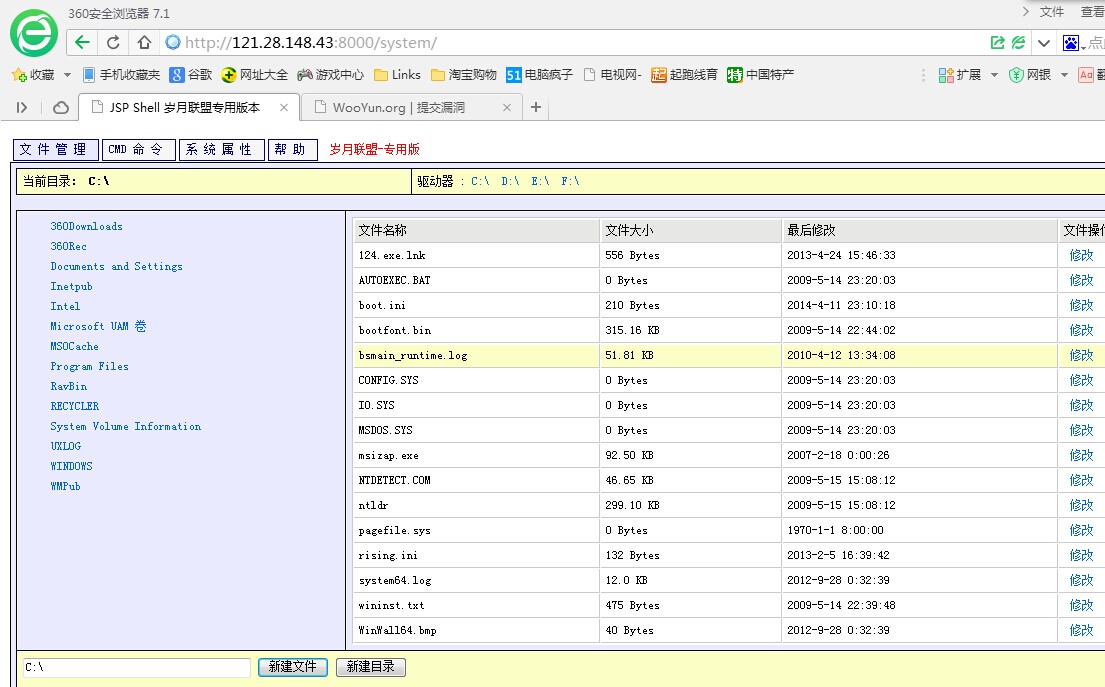 360安全浏览器 7.1 文件 查看
http://121.28.148.43:8000/system/
收藏 手机收藏夹 谷歌 网址大全 游戏中心 Links 淘宝购物 51 电脑疯子 电视网- 起 起跑线育 特 中国特产 扩展 网银 Aa
JSP Shell 岁月联盟专用版本 × WooYun.org | 提交漏洞 × +
文件管理 CMD 命令 系统属性 帮助 岁月联盟-专用版
当前目录: C:\ 驱动器 : C:\ D:\ E:\ F:\
360Downloads
360Rec
Documents and Settings
Inetpub
Intel
Microsoft UAM 卷
MSOCache
Program Files
RavBin
RECYCLER
System Volume Information
UXLOG
WINDOWS
WMPub
文件名称 文件大小 最后修改 文件操作
124.exe.lnk 556 Bytes 2013-4-24 15:46:33 修改
AUTOEXEC.BAT 0 Bytes 2009-5-14 23:20:03 修改
boot.ini 210 Bytes 2014-4-11 23:10:18 修改
bootfont.bin 315.16 KB 2009-5-14 22:44:02 修改
bsmain_runtime.log 51.81 KB 2010-4-12 13:34:08 修改
CONFIG.SYS 0 Bytes 2009-5-14 23:20:03 修改
IO.SYS 0 Bytes 2009-5-14 23:20:03 修改
MSDOS.SYS 0 Bytes 2009-5-14 23:20:03 修改
msizap.exe 92.50 KB 2007-2-18 0:00:26 修改
NTDETECT.COM 46.65 KB 2009-5-15 15:08:12 修改
ntldr 299.10 KB 2009-5-15 15:08:12 修改
pagefile.sys 0 Bytes 1970-1-1 8:00:00 修改
rising.ini 132 Bytes 2013-2-5 16:39:42 修改
system64.log 12.0 KB 2012-9-28 0:32:39 修改
wininst.txt 475 Bytes 2009-5-14 22:39:48 修改
WinWall64.bmp 40 Bytes 2012-9-28 0:32:39 修改
C:\ 新建文件 新建目录